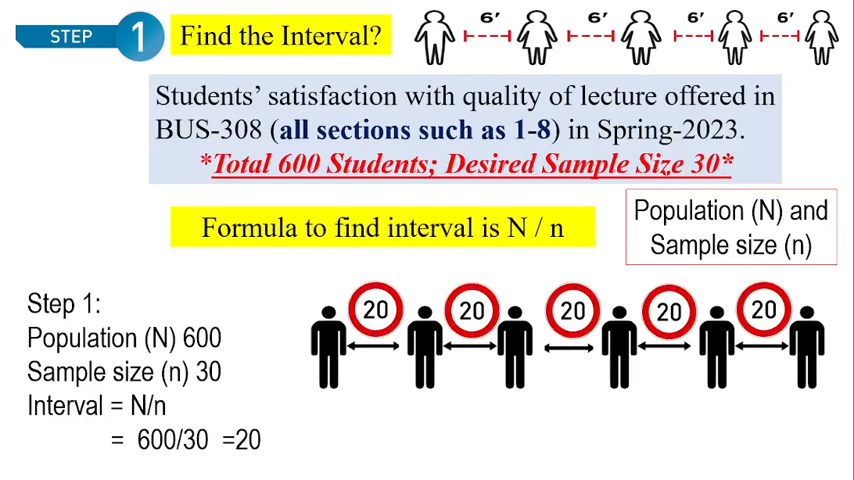 STEP 1 Find the Interval?
6' 6' 6' 6'
Students' satisfaction with quality of lecture offered in
BUS-308 (all sections such as 1-8) in Spring-2023.
*Total 600 Students; Desired Sample Size 30*
Formula to find interval is N / n
Population (N) and
Sample size (n)
20 20 20 20 20
Step 1:
Population (N) 600
Sample size (n) 30
Interval = N/n
= 600/30 =20